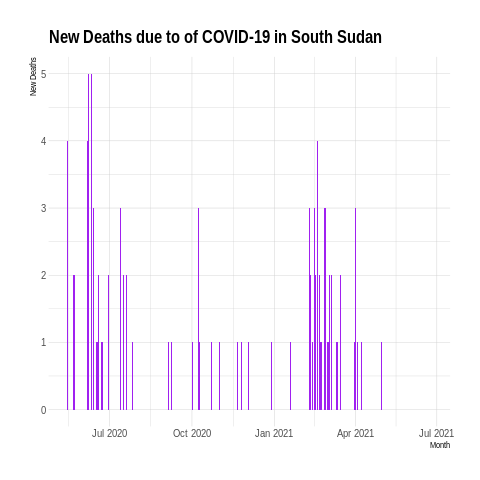 New Deaths due to of COVID-19 in South Sudan
New Deaths
5
4
3
2
1
0
Jul 2020 Oct 2020 Jan 2021 Apr 2021 Jul 2021
Month